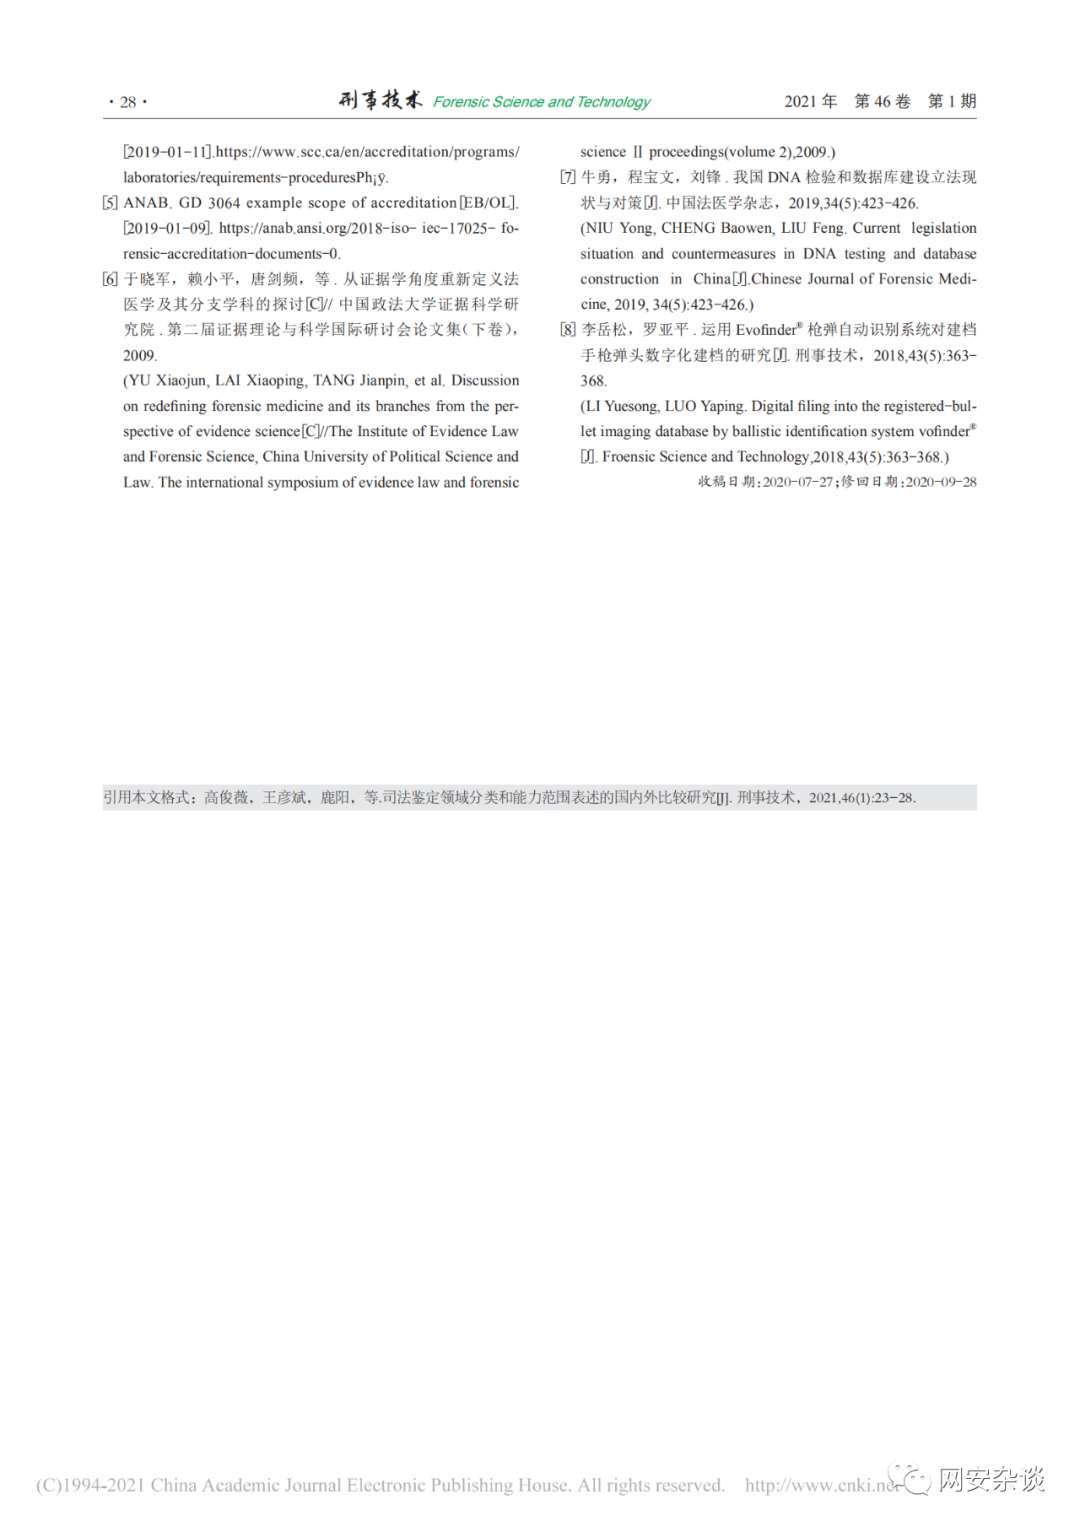 · 28 ·
刑事技术 Forensic Science and Technology
2021 年 第 46 卷 第 1 期
[2019-01-11].https://www.scc.ca/en/accreditation/programs/
laboratories/requirements-proceduresPh¡ÿ.
[5] ANAB. GD 3064 example scope of accreditation[EB/OL].
[2019-01-09]. https://anab.ansi.org/2018-iso- iec-17025- fo-
rensic-accreditation-documents-0.
[6] 于晓军，赖小平，唐剑频，等 . 从证据学角度重新定义法
医学及其分支学科的探讨[C]// 中国政法大学证据科学研
究院 . 第二届证据理论与科学国际研讨会论文集（下卷），
2009.
(YU Xiaojun, LAI Xiaoping, TANG Jianpin, et al. Discussion
on redefining forensic medicine and its branches from the per-
spective of evidence science[C]//The Institute of Evidence Law
and Forensic Science, China University of Political Science and
Law. The international symposium of evidence law and forensic
science Ⅱ proceedings(volume 2),2009.)
[7] 牛勇，程宝文，刘锋 . 我国 DNA 检验和数据库建设立法现
状与对策[J]. 中国法医学杂志，2019,34(5):423-426.
(NIU Yong, CHENG Baowen, LIU Feng. Current legislation
situation and countermeasures in DNA testing and database
construction in China[J].Chinese Journal of Forensic Medi-
cine, 2019, 34(5):423-426.)
[8] 李岳松，罗亚平 . 运用 Evofinder® 枪弹自动识别系统对建档
手枪弹头数字化建档的研究[J]. 刑事技术，2018,43(5):363-
368.
(LI Yuesong, LUO Yaping. Digital filing into the registered-bul-
let imaging database by ballistic identification system vofinder®
[J]. Froensic Science and Technology,2018,43(5):363-368.)
收稿日期:2020-07-27;修回日期:2020-09-28
引用本文格式：高俊薇，王彦斌，鹿阳，等.司法鉴定领域分类和能力范围表述的国内外比较研究[J]. 刑事技术，2021,46(1):23-28.
(C)1994-2021 China Academic Journal Electronic Publishing House. All rights reserved. http://www.cnki.net
网安杂谈